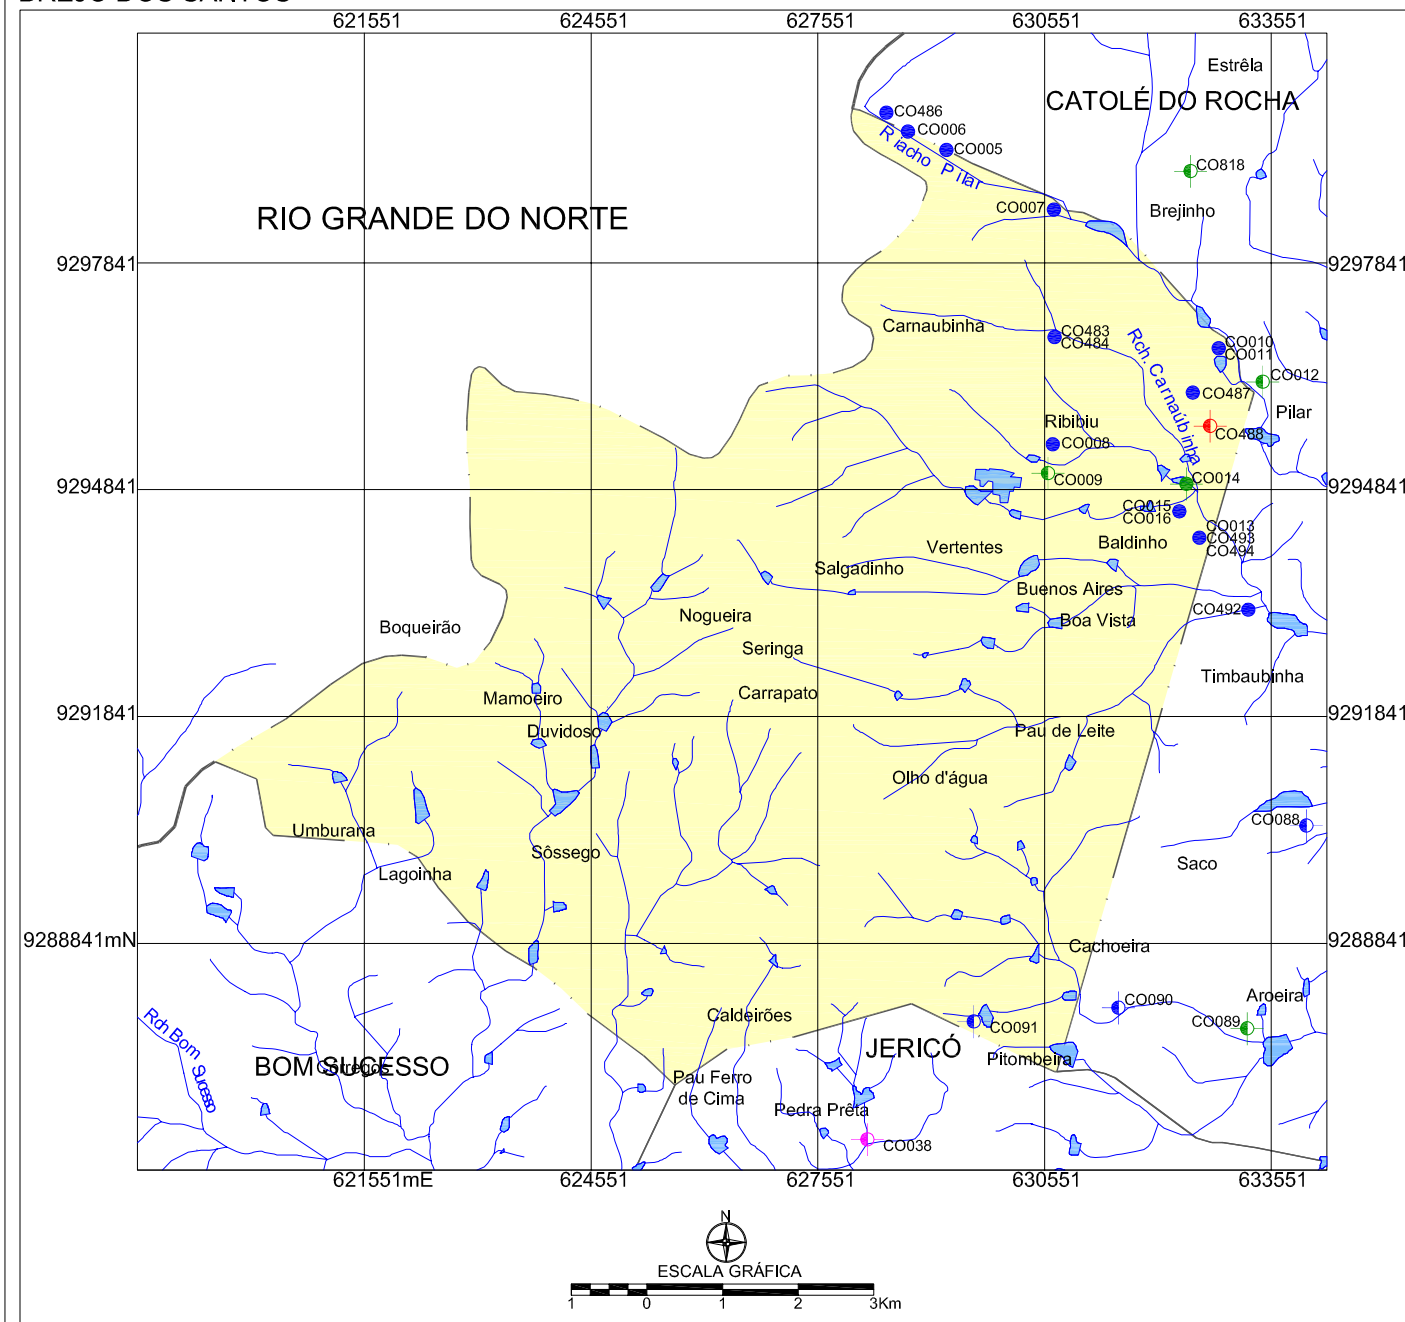 BREJO DOS SANTOS
621551 624551 627551 630551 633551
Estrêla
CATOLÉ DO ROCHA
CO486
CO006
CO005
Riacho Pilar
CO818
CO007
Brejinho
RIO GRANDE DO NORTE
9297841 9297841
Carnaubinha
CO483
CO484
Rch. Carnaúbinha
CO010
CO011
CO012
CO487
Pilar
CO488
Ribibiu
CO008
CO009
CO014
9294841 9294841
CO015
CO016
CO013
CO493
CO494
Baldinho
Vertentes
Salgadinho
Buenos Aires
CO492
Boa Vista
Nogueira
Boqueirão
Seringa
Timbaubinha
Carrapato
Mamoeiro
9291841 9291841
Duvidoso
Pau de Leite
Olho d'água
CO088
Umburana
Sôssego
Saco
Lagoinha
9288841mN 9288841
Cachoeira
Aroeira
CO090
CO089
Caldeirões
CO091
Rch Bom Sucesso
JERICÓ
Pitombeira
BOM SUCESSO
Córregos
Pau Ferro
de Cima
Pedra Prêta
CO038
621551mE 624551 627551 630551 633551
N
ESCALA GRÁFICA
1 0 1 2 3Km